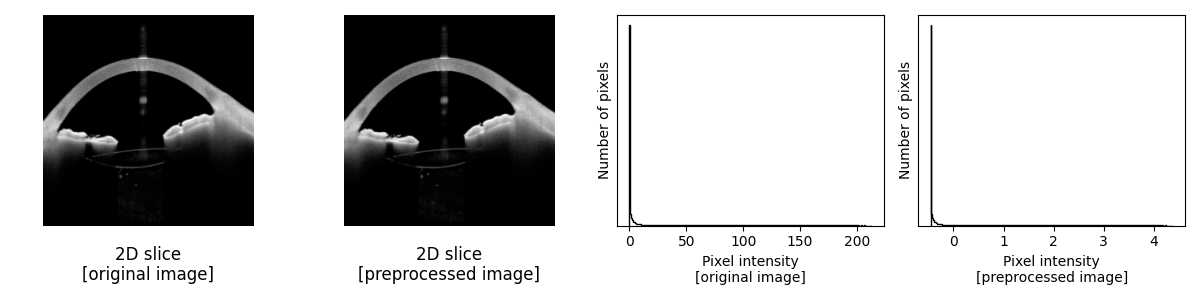 2D slice
[original image]
2D slice
[preprocessed image]
Number of pixels
0
50
100
150
200
Pixel intensity
[original image]
Number of pixels
0
1
2
3
4
Pixel intensity
[preprocessed image]